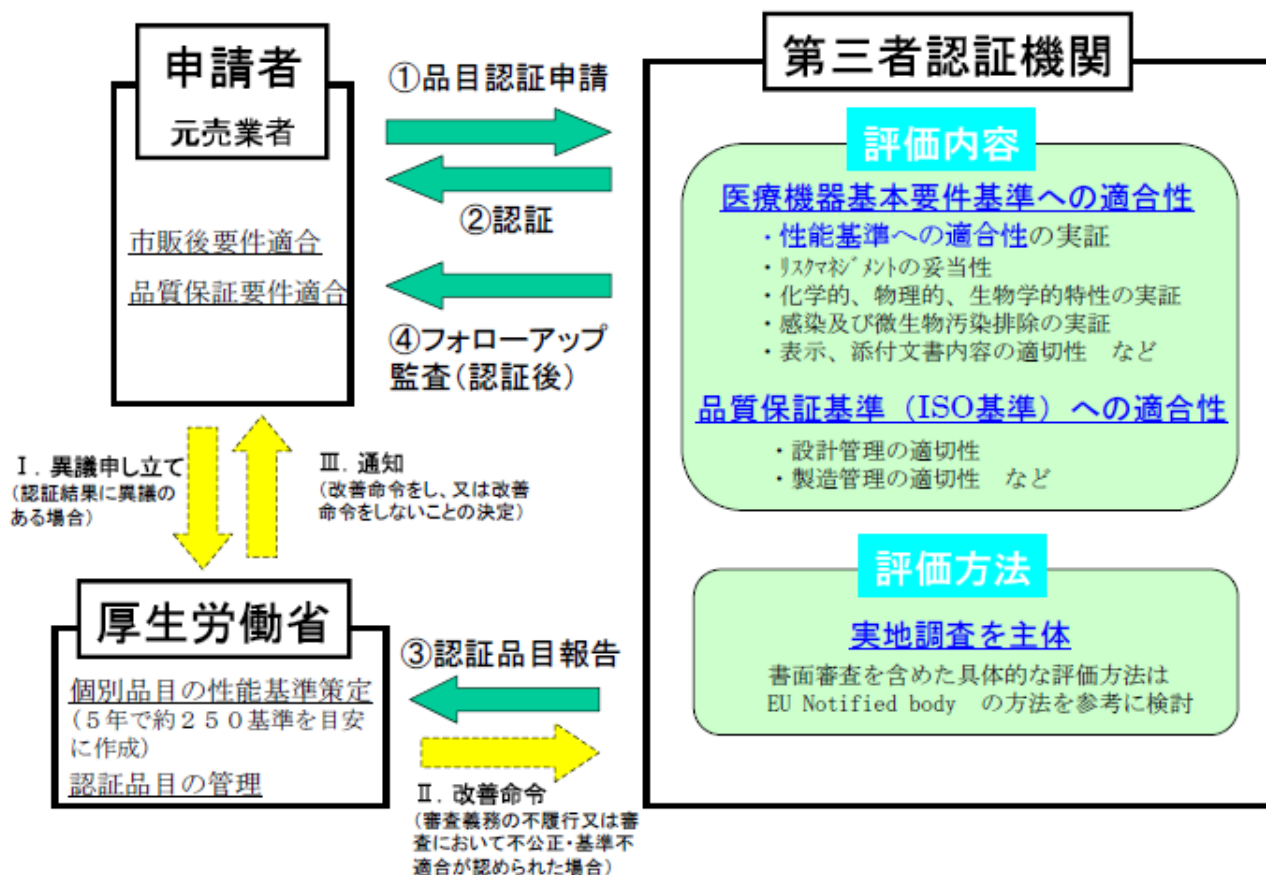 申請者
元売業者
市販後要件適合
品質保証要件適合
①品目認証申請
②認証
④フォローアップ
監査(認証後)
第三者認証機関
評価内容
医療機器基本要件基準への適合性
・性能基準への適合性の実証
・ﾘｽｸﾏﾈｼﾞﾒﾝﾄの妥当性
・化学的、物理的、生物学的特性の実証
・感染及び微生物汚染排除の実証
・表示、添付文書内容の適切性 など
品質保証基準（ISO基準）への適合性
・設計管理の適切性
・製造管理の適切性 など
評価方法
実地調査を主体
書面審査を含めた具体的な評価方法は
EU Notified body の方法を参考に検討
Ⅰ．異議申し立て
(認証結果に異議の
ある場合)
Ⅲ．通知
(改善命令をし、又は改善
命令をしないことの決定)
厚生労働省
個別品目の性能基準策定
(５年で約２５０基準を目安
に作成)
認証品目の管理
③認証品目報告
Ⅱ．改善命令
(審査義務の不履行又は審
査において不公正・基準不
適合が認められた場合)